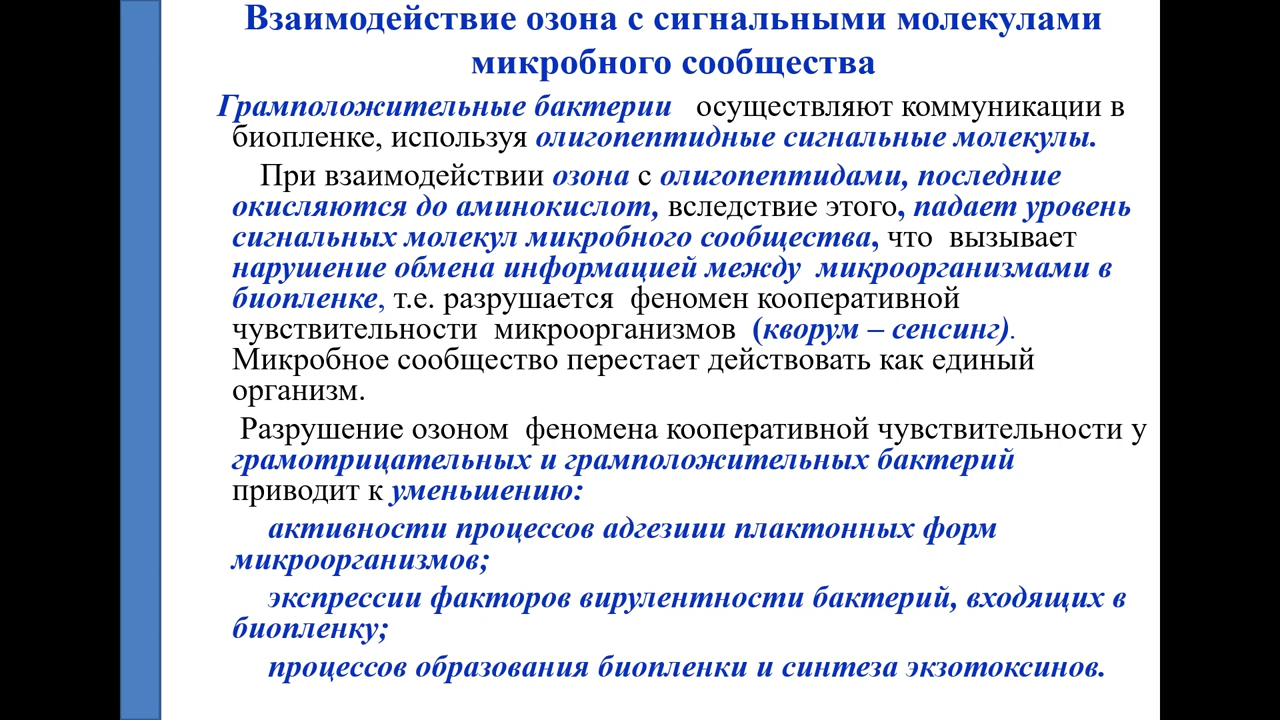 Взаимодействие озона с сигнальными молекулами
микробного сообщества
Грамположительные бактерии осуществляют коммуникации в
биопленке, используя олигопептидные сигнальные молекулы.
При взаимодействии озона с олигопептидами, последние
окисляются до аминокислот, вследствие этого, падает уровень
сигнальных молекул микробного сообщества, что вызывает
нарушение обмена информацией между микроорганизмами в
биопленке, т.е. разрушается феномен кооперативной
чувствительности микроорганизмов (кворум – сенсинг).
Микробное сообщество перестает действовать как единый
организм.
Разрушение озоном феномена кооперативной чувствительности у
грамотрицательных и грамположительных бактерий
приводит к уменьшению:
активности процессов адгезиии плактонных форм
микроорганизмов;
экспрессии факторов вирулентности бактерий, входящих в
биопленку;
процессов образования биопленки и синтеза экзотоксинов.